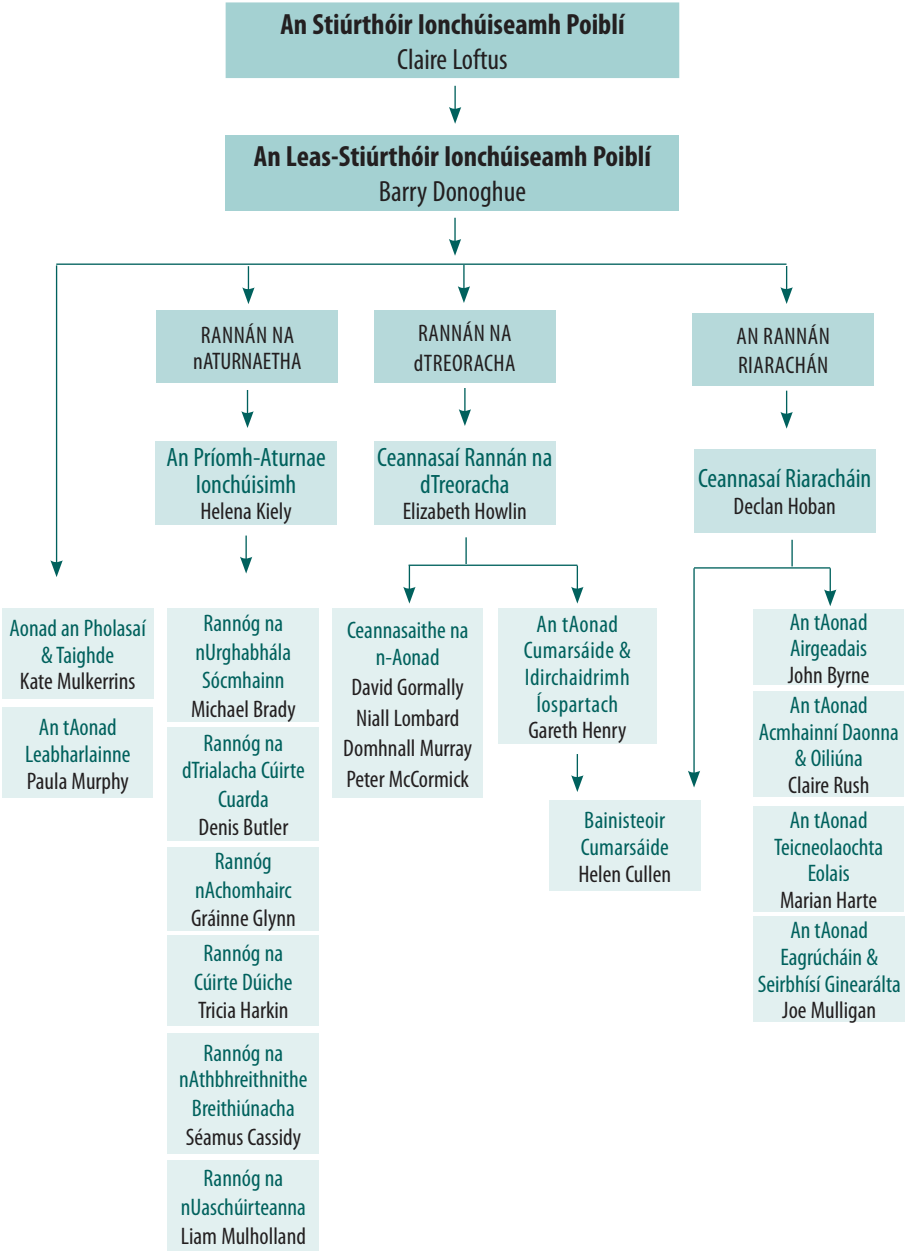 An Stiúrthóir Ionchúiseamh Poiblí
Claire Loftus
An Leas-Stiúrthóir Ionchúiseamh Poiblí
Barry Donoghue
RANNÁN NA
nATURNAETHA
An Príomh-Aturnae
Ionchúisimh
Helena Kiely
RANNÁN NA
dTREORACHA
Ceannasaí Rannán na
dTreoracha
Elizabeth Howlin
AN RANNÁN
RIARACHÁN
Ceannasaí Riaracháin
Declan Hoban
Aonad an Pholasaí
& Taighde
Kate Mulkerrins
An tAonad
Leabharlainne
Paula Murphy
Rannóg na
nUrghabhála
Sócmhainn
Michael Brady
Rannóg na
dTrialacha Cúirte
Cuarda
Denis Butler
Rannóg
nAchomhairc
Gráinne Glynn
Rannóg na
Cúirte Dúiche
Tricia Harkin
Rannóg na
nAthbhreithnithe
Breithiúnacha
Séamus Cassidy
Rannóg na
nUaschúirteanna
Liam Mulholland
Ceannasaithe na
n-Aonad
David Gormally
Niall Lombard
Domhnall Murray
Peter McCormick
An tAonad
Cumarsáide &
Idirchaidrimh
Íospartach
Gareth Henry
Bainisteoir
Cumarsáide
Helen Cullen
An tAonad
Airgeadais
John Byrne
An tAonad
Acmhainní Daonna
& Oiliúna
Claire Rush
An tAonad
Teicneolaochta
Eolais
Marian Harte
An tAonad
Eagrúcháin &
Seirbhísí Ginearálta
Joe Mulligan